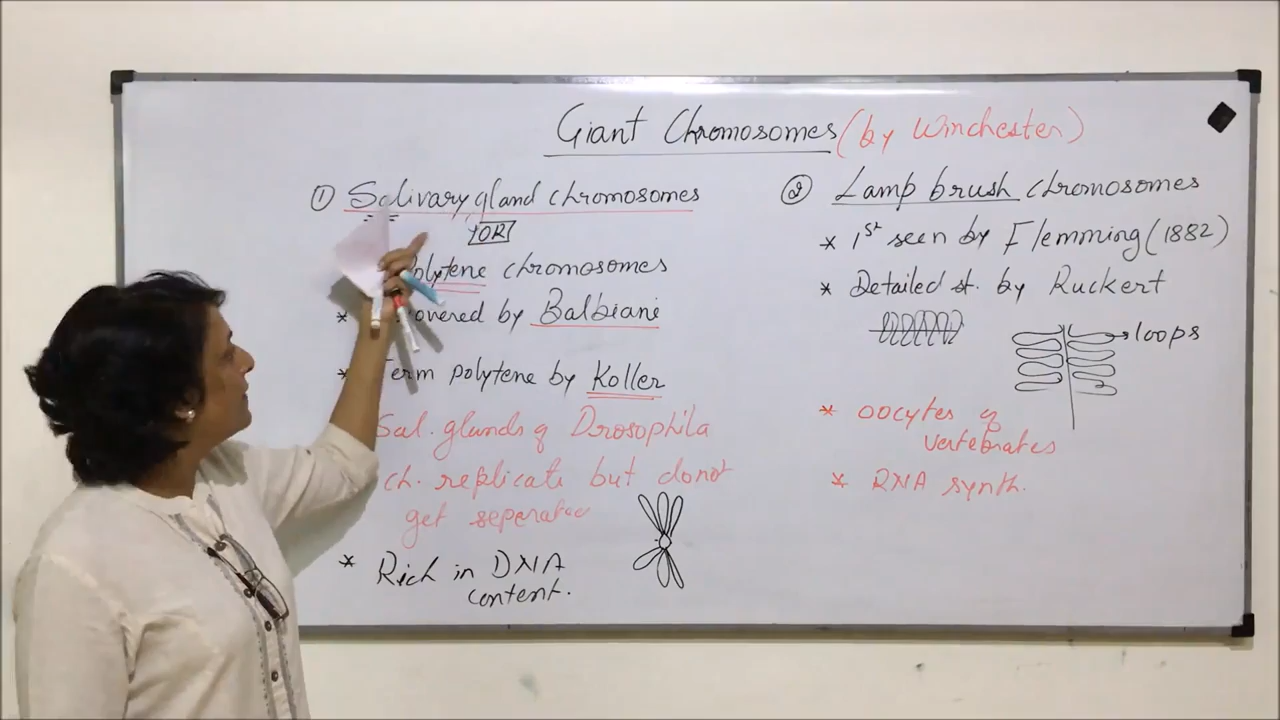 Giant Chromosomes (by Winchester)
① Salivary gland chromosomes
OR
Polytene chromosomes
* overed by Balbiani
* Term polytene by Koller
Sal. glands of Drosophila
ch. replicate but donot
get seperated
* Rich in DNA
content.
② Lamp brush chromosomes
* 1st seen by Flemming (1882)
* Detailed st. by Ruckert
loops
* oocytes of
vertebrates
* RNA synth.